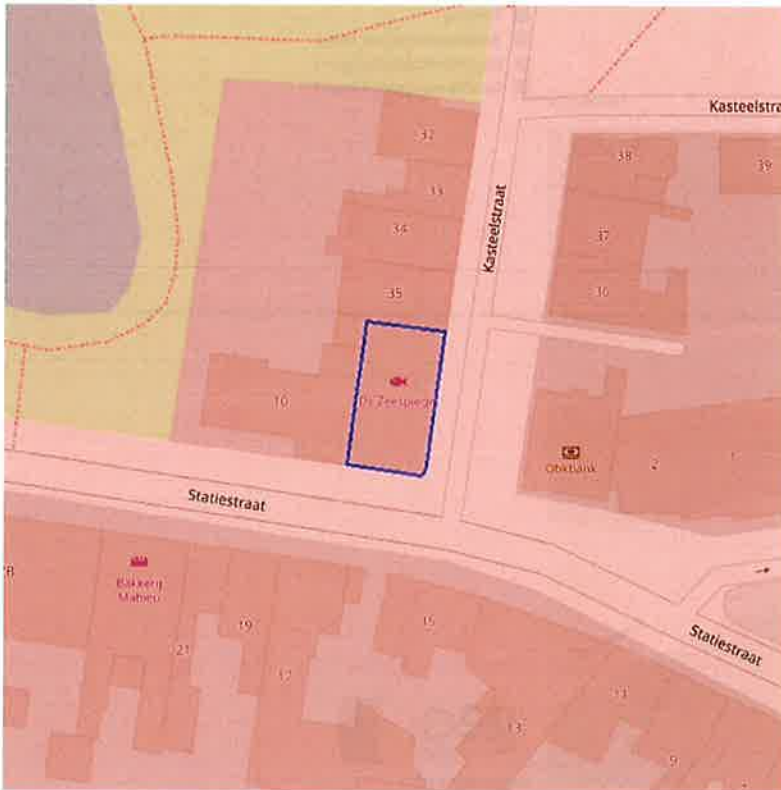 Kasteelstra
32
38
39
33
Kasteelstraat
34
37
35
36
De Zeespiegel
10
Obkbank
2
1
Statiestraat
Bakkerij
Mahieu
15
19
21
17
Statiestraat
11
13
9